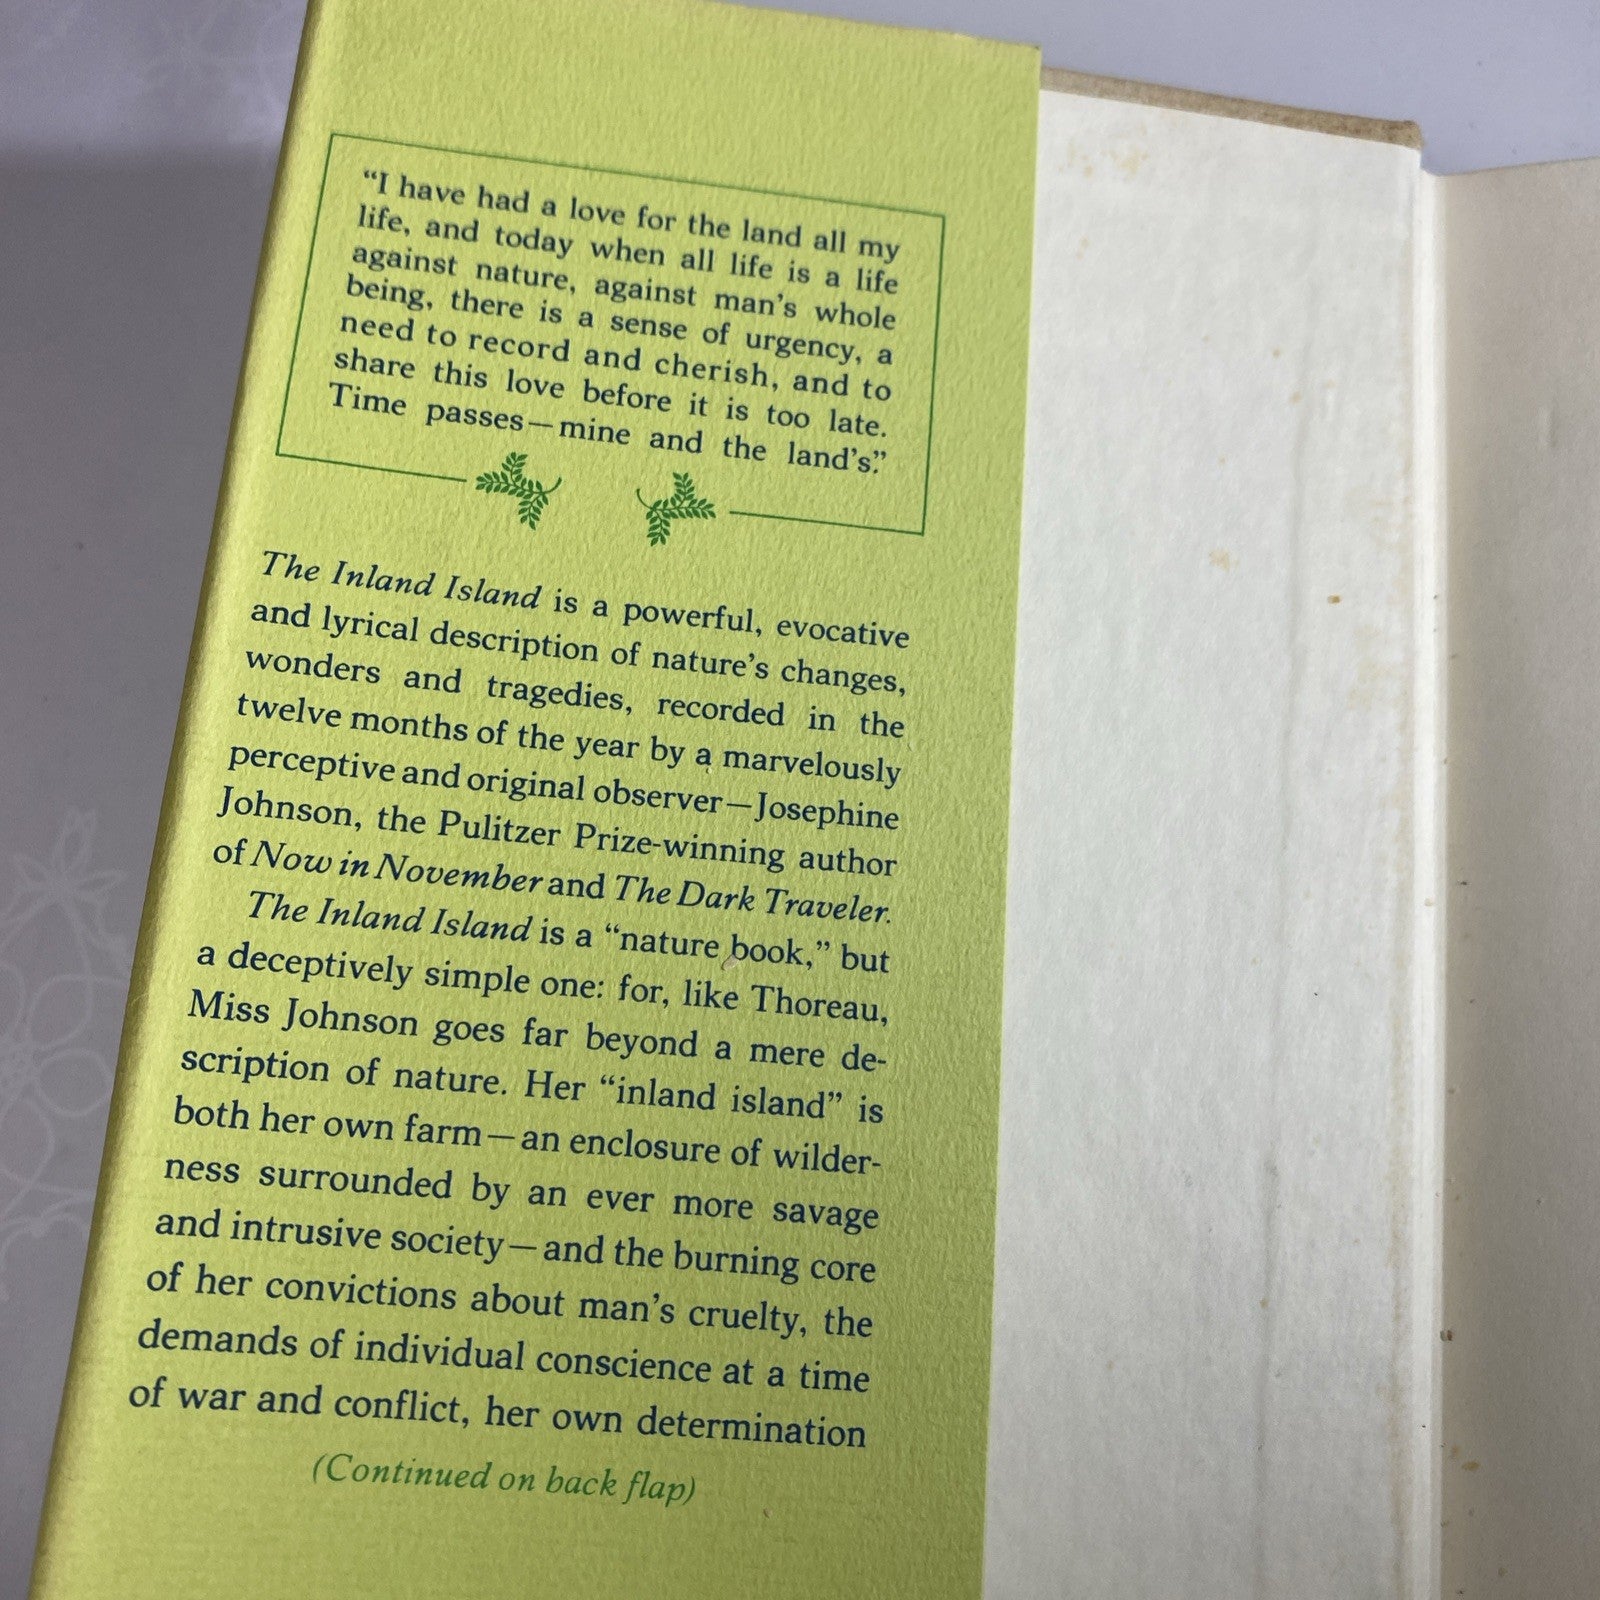 “I have had a love for the land all my
life, and today when all life is a life
against nature, against man's whole
being, there is a sense of urgency, a
need to record and cherish, and to
share this love before it is too late.
Time passes—mine and the land's.”
The Inland Island is a powerful, evocative
and lyrical description of nature's changes,
wonders and tragedies, recorded in the
twelve months of the year by a marvelously
perceptive and original observer—Josephine
Johnson, the Pulitzer Prize-winning author
of Now in November and The Dark Traveler.
The Inland Island is a “nature book,” but
a deceptively simple one: for, like Thoreau,
Miss Johnson goes far beyond a mere de-
scription of nature. Her “inland island” is
both her own farm—an enclosure of wilder-
ness surrounded by an ever more savage
and intrusive society—and the burning core
of her convictions about man's cruelty, the
demands of individual conscience at a time
of war and conflict, her own determination
(Continued on back flap)